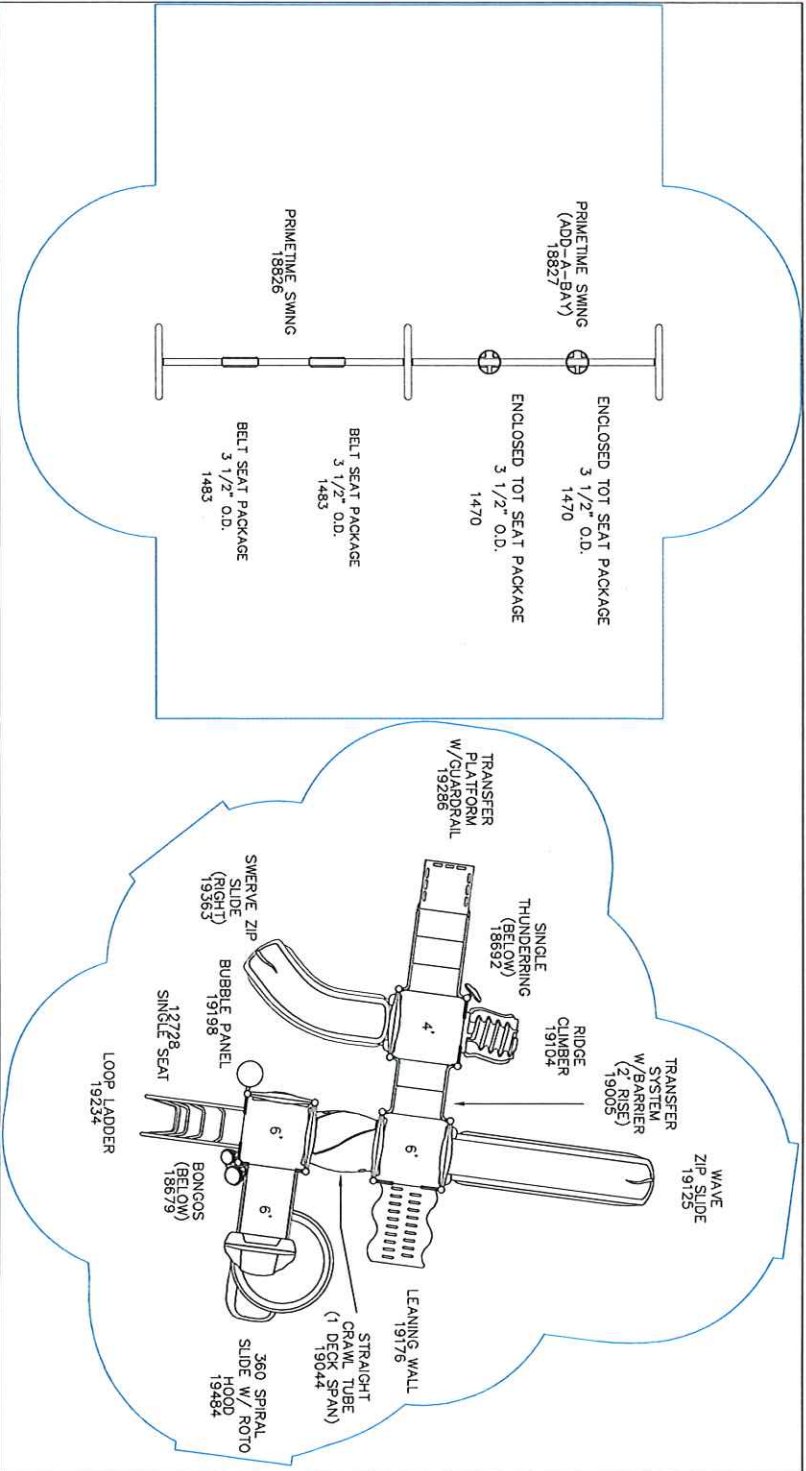 PRIMETIME SWING
(ADD-A-BAY)
18827
ENCLOSED TOT SEAT PACKAGE
3 1/2" O.D.
1470
ENCLOSED TOT SEAT PACKAGE
3 1/2" O.D.
1470
PRIMETIME SWING
18826
BELT SEAT PACKAGE
3 1/2" O.D.
1483
BELT SEAT PACKAGE
3 1/2" O.D.
1483
TRANSFER
PLATFORM
W/GUARDRAIL
19286
SINGLE
THUNDERRING
(BELOW)
18692
RIDGE
CLIMBER
19104
TRANSFER
SYSTEM
W/BARRIER
(2' RISE)
19005
WAVE
ZIP SLIDE
19125
4'
6'
SWERVE ZIP
SLIDE
(RIGHT)
19363
BUBBLE PANEL
19198
12728
SINGLE SEAT
LOOP LADDER
19234
6'
6'
BONGOS
(BELOW)
18679
LEANING WALL
19176
STRAIGHT
CRAWL TUBE
(1 DECK SPAN)
19044
360 SPIRAL
SLIDE W/ ROTO
HOOD
19484